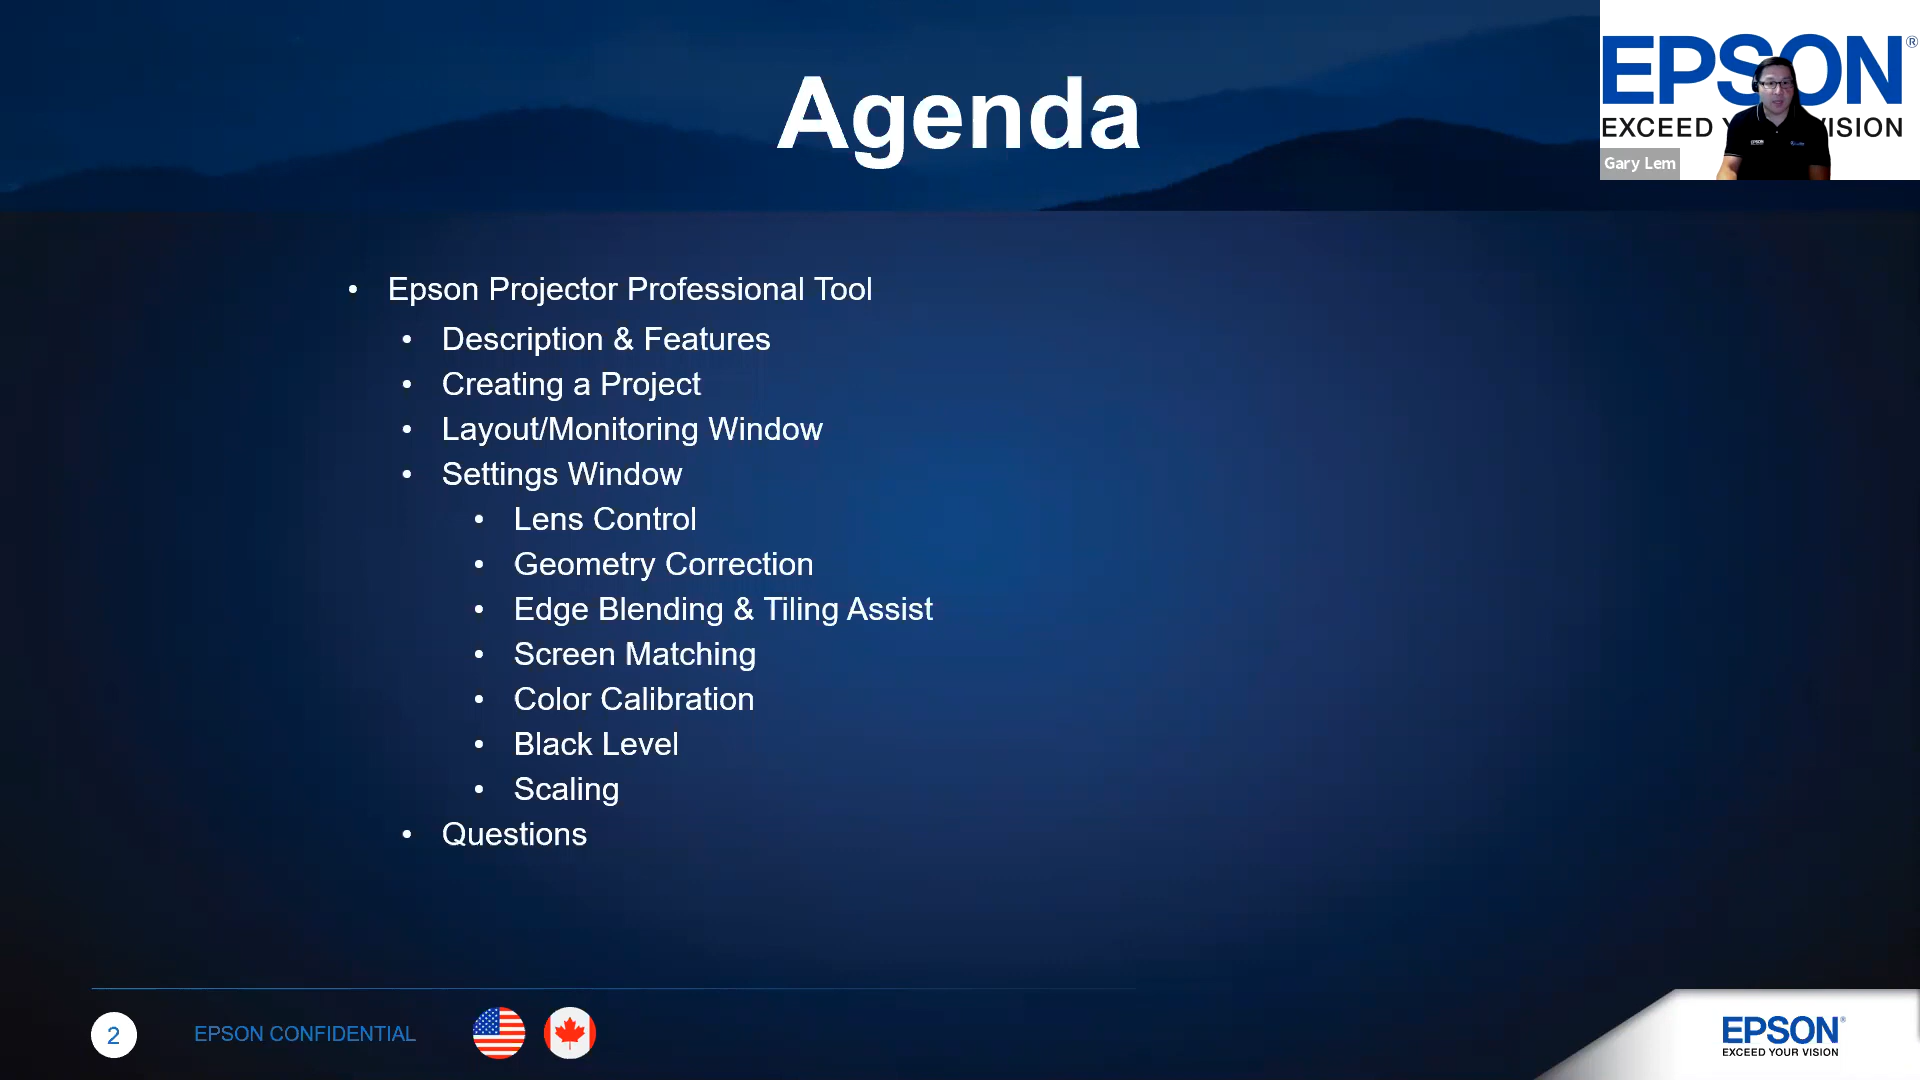 Agenda
EPSON®
EXCEED VISION
Gary Lem
• Epson Projector Professional Tool
• Description & Features
• Creating a Project
• Layout/Monitoring Window
• Settings Window
• Lens Control
• Geometry Correction
• Edge Blending & Tiling Assist
• Screen Matching
• Color Calibration
• Black Level
• Scaling
• Questions
2
EPSON CONFIDENTIAL
EPSON®
EXCEED YOUR VISION